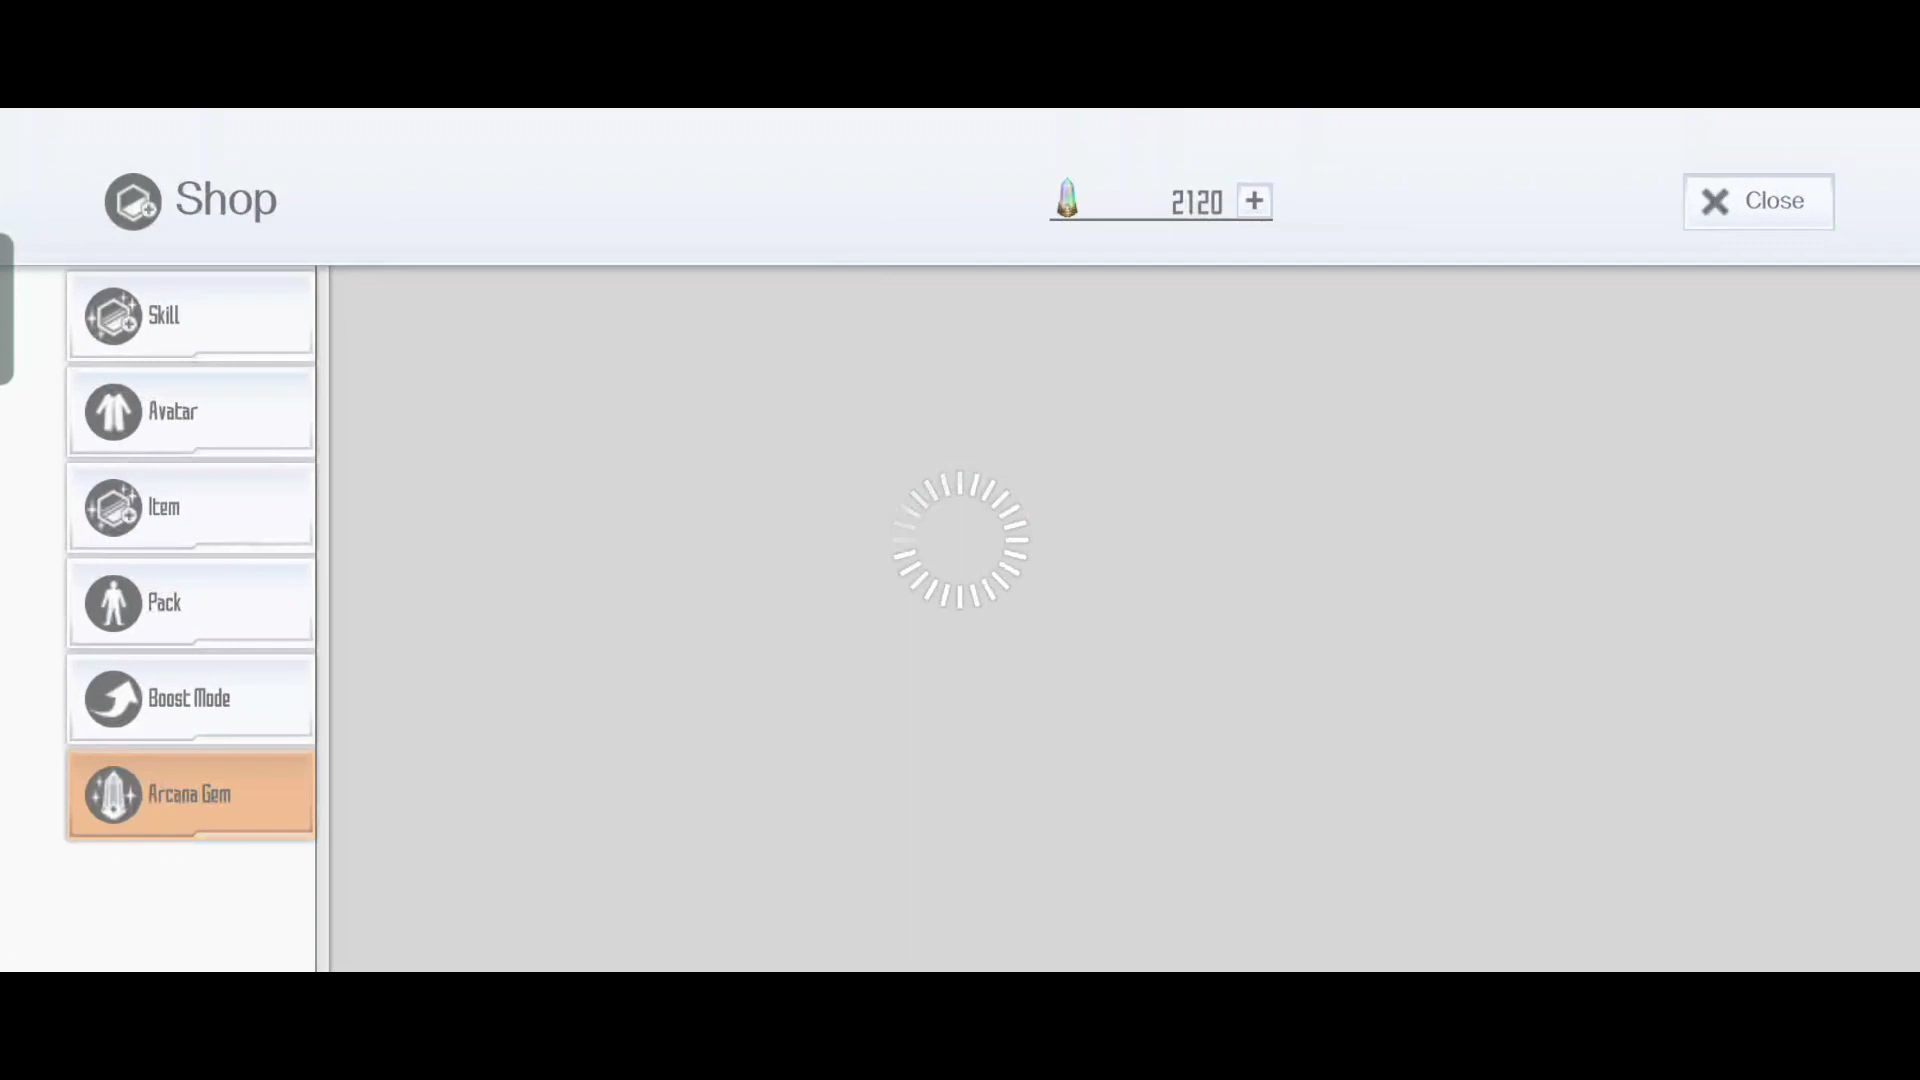 Shop
2120 +
Close
Skill
Avatar
Item
Pack
Boost Mode
Arcana Gem